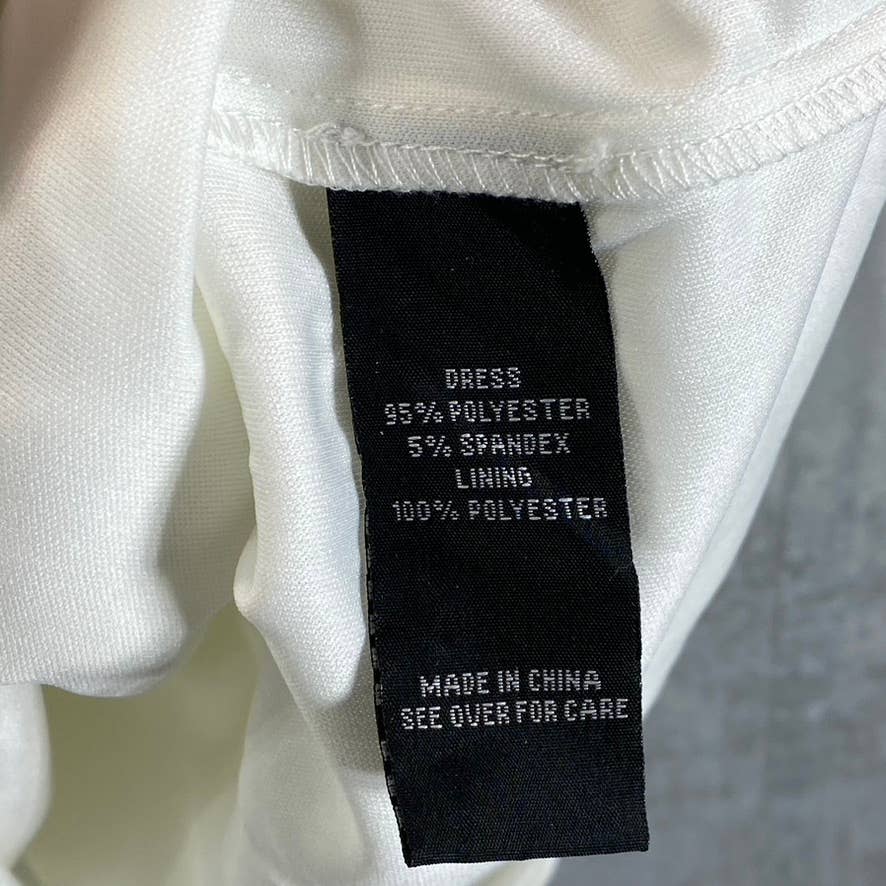 DRESS
95% POLYESTER
5% SPANDEX
LINING
100% POLYESTER
MADE IN CHINA
SEE OVER FOR CARE